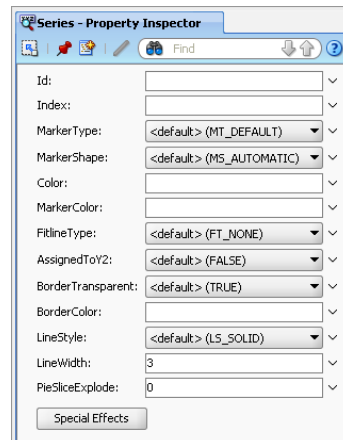 Series - Property Inspector
Find
Id:
Index:
MarkerType: <default> (MT_DEFAULT)
MarkerShape: <default> (MS_AUTOMATIC)
Color:
MarkerColor:
FitlineType: <default> (FT_NONE)
AssignedToY2: <default> (FALSE)
BorderTransparent: <default> (TRUE)
BorderColor:
LineStyle: <default> (LS_SOLID)
LineWidth: 3
PieSliceExplode: 0
Special Effects